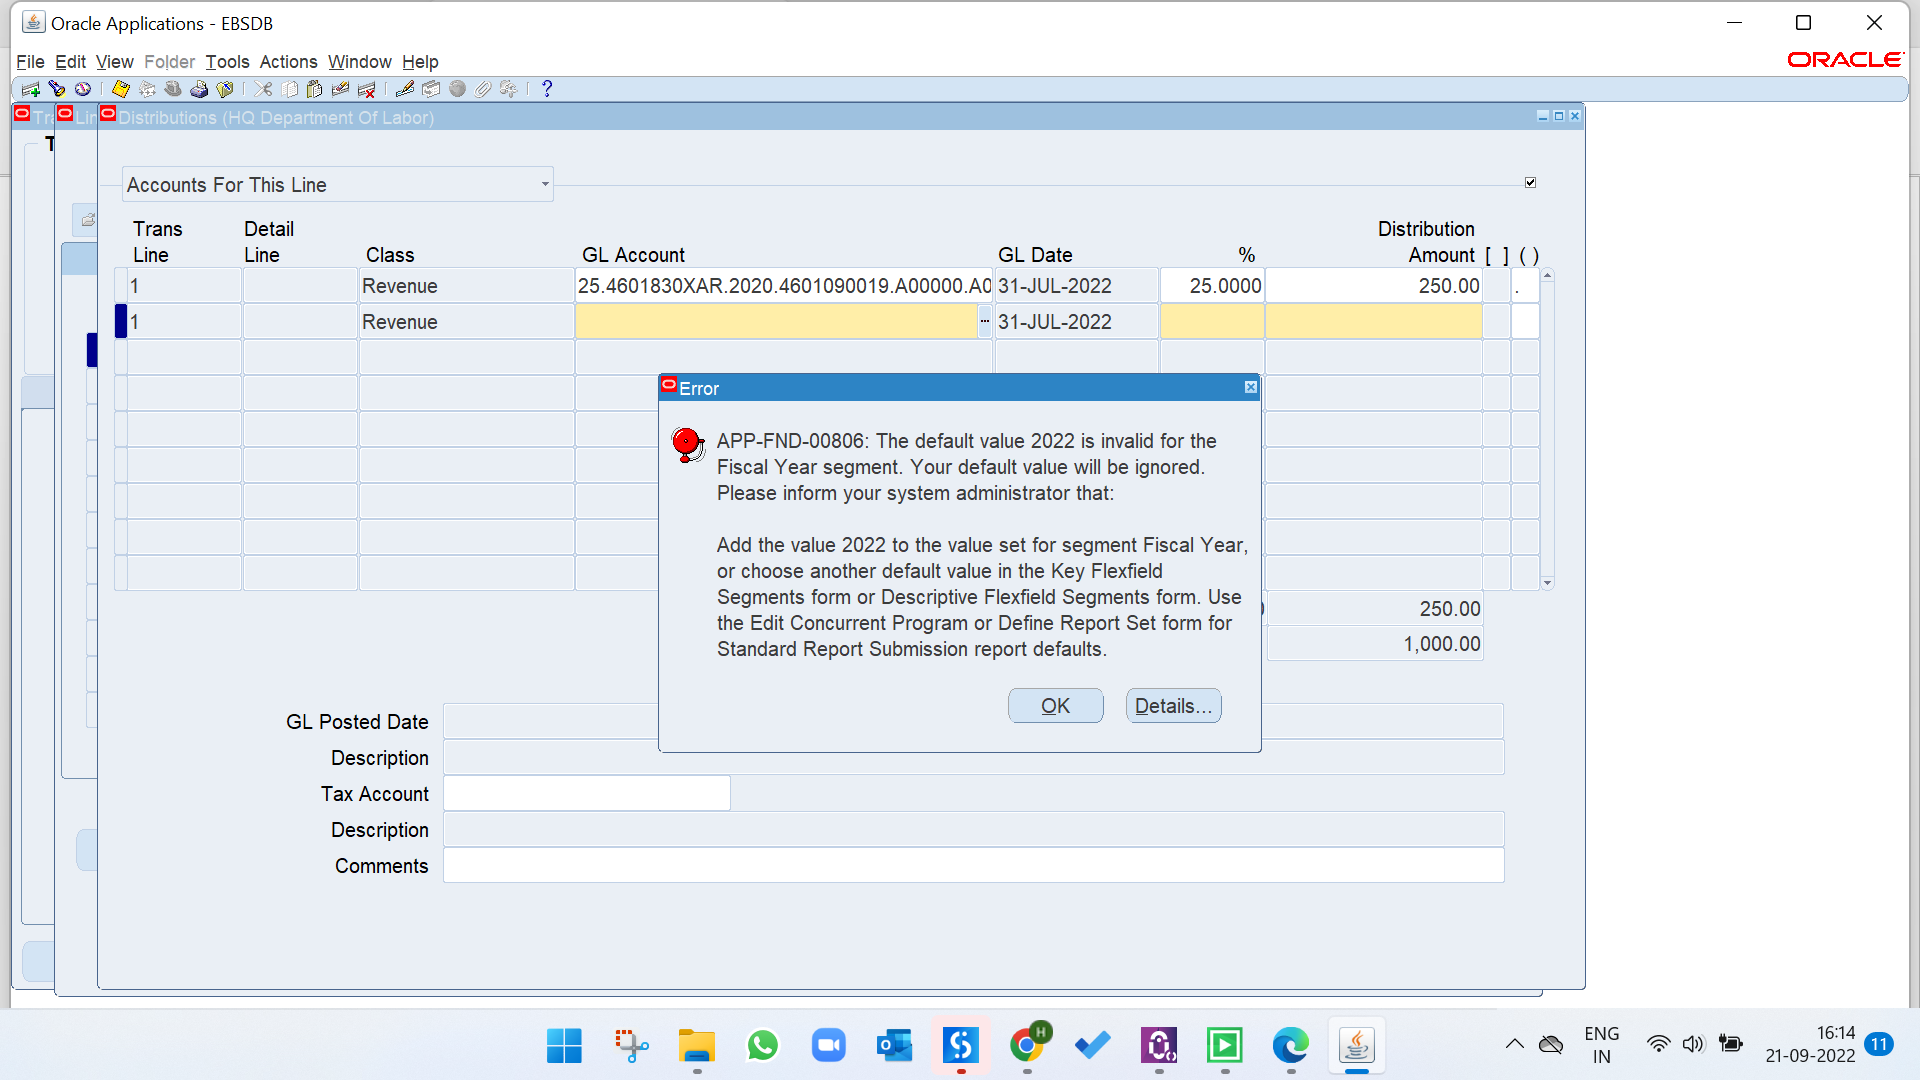 Oracle Applications - EBSDB
File Edit View Folder Tools Actions Window Help
ORACLE
Tra
Lin
Distributions (HQ Department Of Labor)
T
Accounts For This Line
Trans Line
Detail Line
Class
GL Account
GL Date
%
Distribution Amount
[ ]
( )
1 Revenue 25.4601830XAR.2020.4601090019.A00000.A0 31-JUL-2022 25.0000 250.00 .
1 Revenue ... 31-JUL-2022
Error
APP-FND-00806: The default value 2022 is invalid for the
Fiscal Year segment. Your default value will be ignored.
Please inform your system administrator that:
Add the value 2022 to the value set for segment Fiscal Year,
or choose another default value in the Key Flexfield
Segments form or Descriptive Flexfield Segments form. Use
the Edit Concurrent Program or Define Report Set form for
Standard Report Submission report defaults.
OK Details...
250.00
1,000.00
GL Posted Date
Description
Tax Account
Description
Comments
H
ENG
IN
16:14
21-09-2022
11